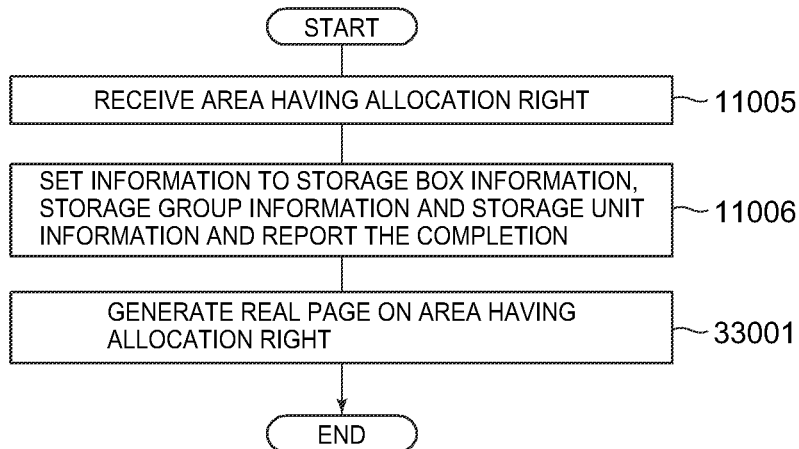 START
RECEIVE AREA HAVING ALLOCATION RIGHT
11005
SET INFORMATION TO STORAGE BOX INFORMATION,
STORAGE GROUP INFORMATION AND STORAGE UNIT
INFORMATION AND REPORT THE COMPLETION
11006
GENERATE REAL PAGE ON AREA HAVING
ALLOCATION RIGHT
33001
END